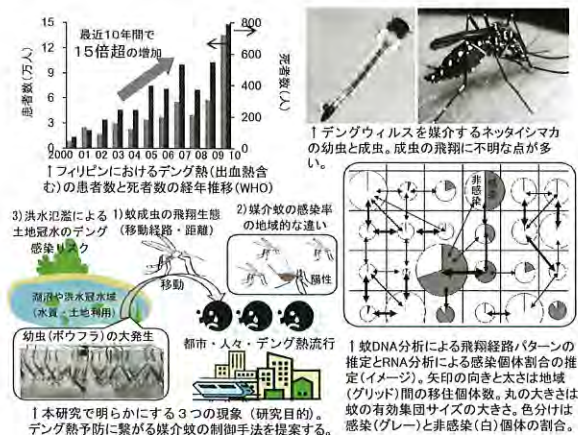 最近10年間で
15倍超の増加
患者数(万人)
15
12
9
6
3
0
死者数(人)
800
600
400
200
0
2000 01 02 03 04 05 06 07 08 09 10
↑フィリピンにおけるデング熱(出血熱含
む)の患者数と死者数の経年推移(WHO)
↑デングウィルスを媒介するネッタイシマカ
の幼虫と成虫。成虫の飛翔に不明な点が多
い。
3)洪水氾濫による
土地冠水のデング
感染リスク
1)蚊成虫の飛翔生態
(移動経路・距離)
2)媒介蚊の感染率
の地域的な違い
陽性
移動
湖沼や洪水冠水域
(水質・土地利用)
幼虫(ボウフラ)の大発生
都市・人々・デング熱流行
↑本研究で明らかにする3つの現象(研究目的)。
デング熱予防に繋がる媒介蚊の制御手法を提案する。
非感染
感染
↑蚊DNA分析による飛翔経路パターンの
推定とRNA分析による感染個体割合の推
定(イメージ)。矢印の向きと太さは地域
(グリッド)間の移住個体数。丸の大きさは
蚊の有効集団サイズの大きさ。色分けは
感染(グレー)と非感染(白)個体の割合。